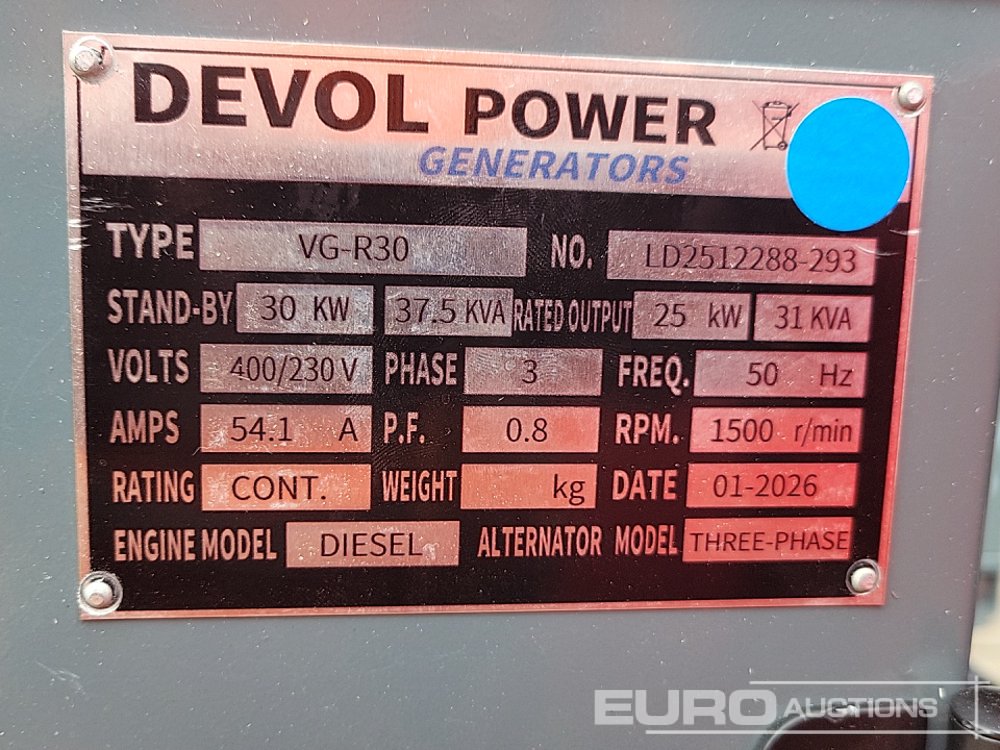 DEVOL POWER
GENERATORS
TYPE VG-R30 NO. LD2512288-293
STAND-BY 30 KW 37.5 KVA RATED OUTPUT 25 kW 31 KVA
VOLTS 400/230 V PHASE 3 FREQ. 50 Hz
AMPS 54.1 A P.F. 0.8 RPM. 1500 r/min
RATING CONT. WEIGHT kg DATE 01-2026
ENGINE MODEL DIESEL ALTERNATOR MODEL THREE-PHASE
EURO AUCTIONS